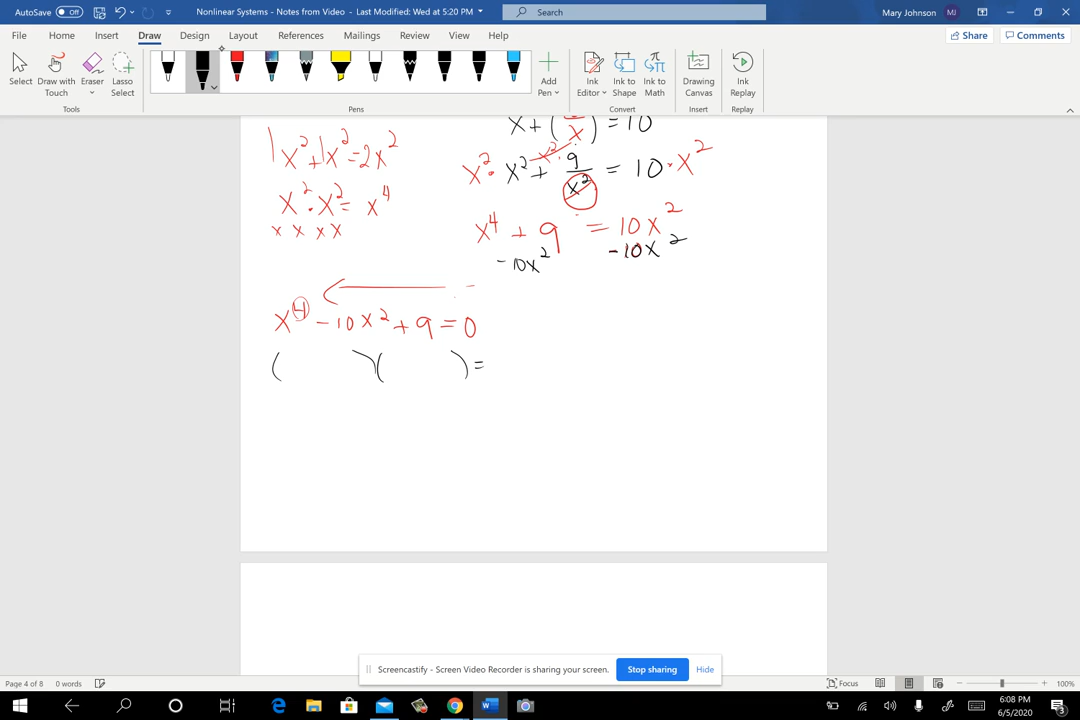 AutoSave Off Nonlinear Systems - Notes from Video - Last Modified: Wed at 5:20 PM Search Mary Johnson MJ
File Home Insert Draw Design Layout References Mailings Review View Help Share Comments
Select Draw with Touch Eraser Lasso Select Add Pen Ink Editor Ink to Shape Ink to Math Drawing Canvas Ink Replay
Tools Pens Convert Insert Replay
x + ( / x ) = 10
1x² + 1x² = 2x²
x² · x² + 9/x² = 10 · x²
x²
x² · x² = x⁴
x x x x
x⁴ + 9 = 10x²
-10x² -10x²
x⁴ - 10x² + 9 = 0
( )( ) =
Screencastify - Screen Video Recorder is sharing your screen. Stop sharing Hide
Page 4 of 8 0 words Focus 100%
6:08 PM
6/5/2020
3